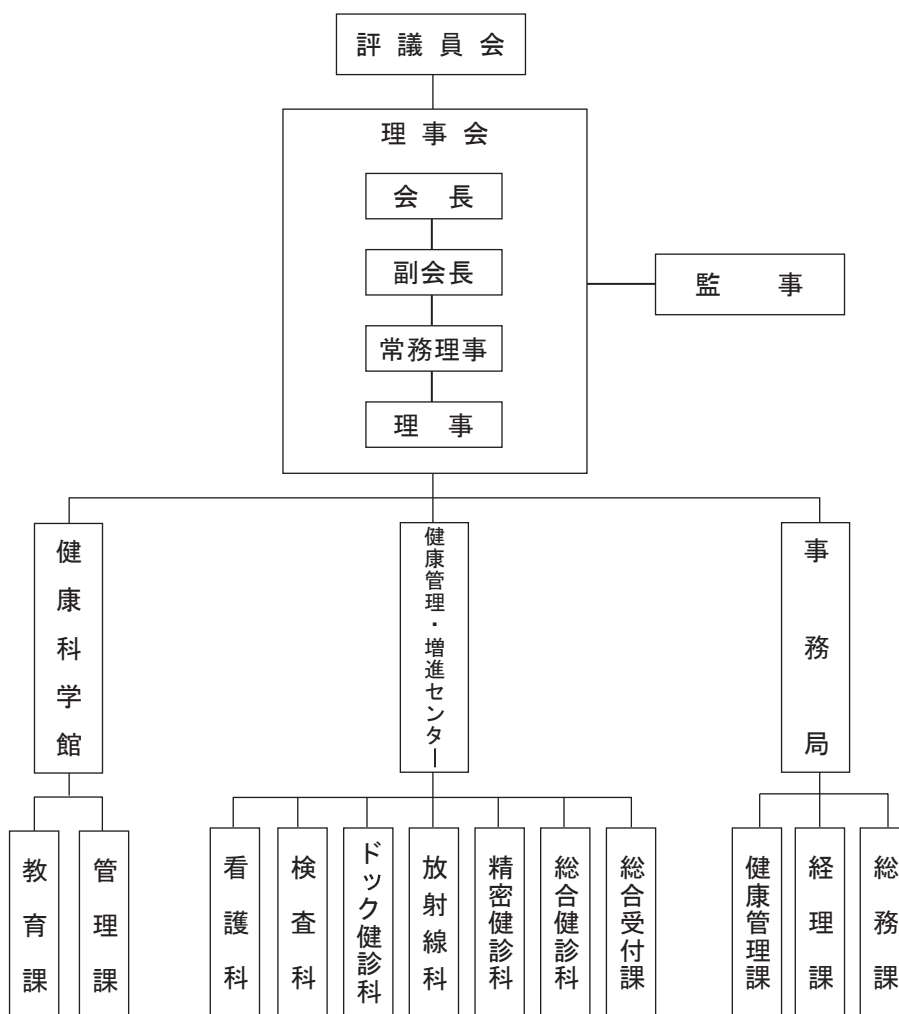 評議員会
理事会
会長
副会長
常務理事
理事
監事
健康科学館
健康管理・増進センター
事務局
教育課
管理課
看護科
検査科
ドック健診科
放射線科
精密健診科
総合健診科
総合受付課
健康管理課
経理課
総務課